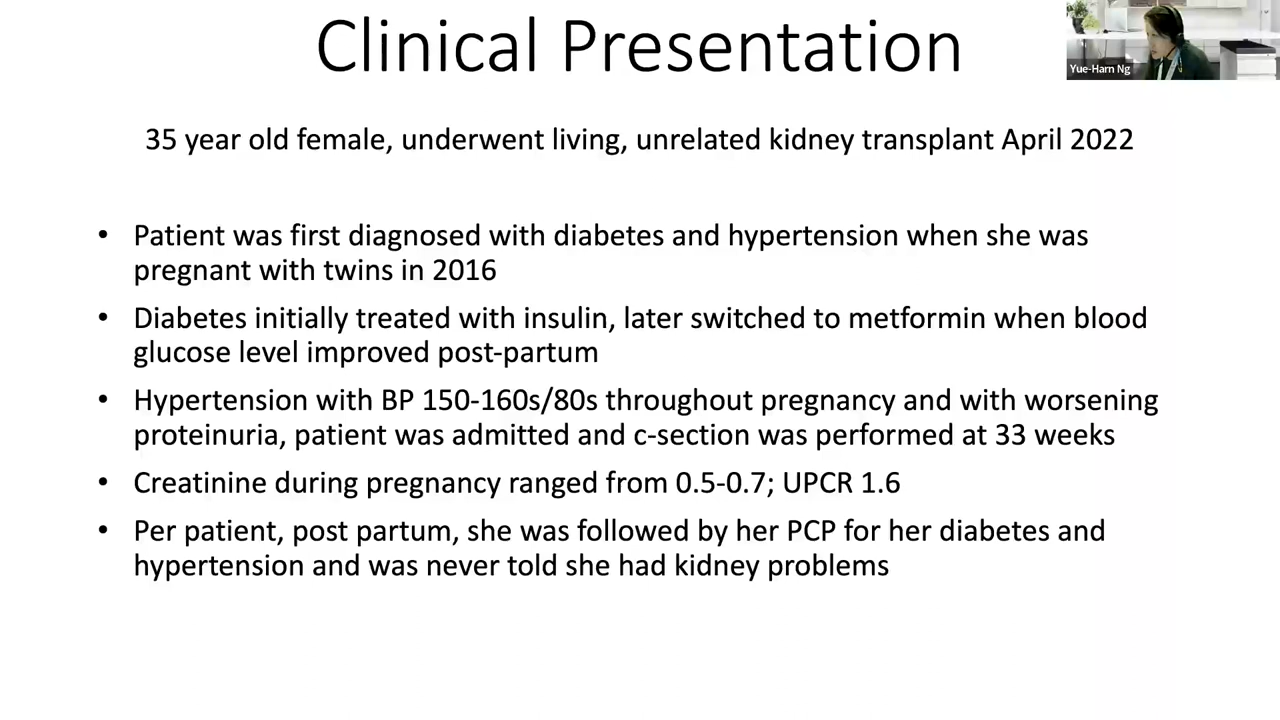 Clinical Presentation
Yue-Harn Ng
35 year old female, underwent living, unrelated kidney transplant April 2022
• Patient was first diagnosed with diabetes and hypertension when she was
pregnant with twins in 2016
• Diabetes initially treated with insulin, later switched to metformin when blood
glucose level improved post-partum
• Hypertension with BP 150-160s/80s throughout pregnancy and with worsening
proteinuria, patient was admitted and c-section was performed at 33 weeks
• Creatinine during pregnancy ranged from 0.5-0.7; UPCR 1.6
• Per patient, post partum, she was followed by her PCP for her diabetes and
hypertension and was never told she had kidney problems